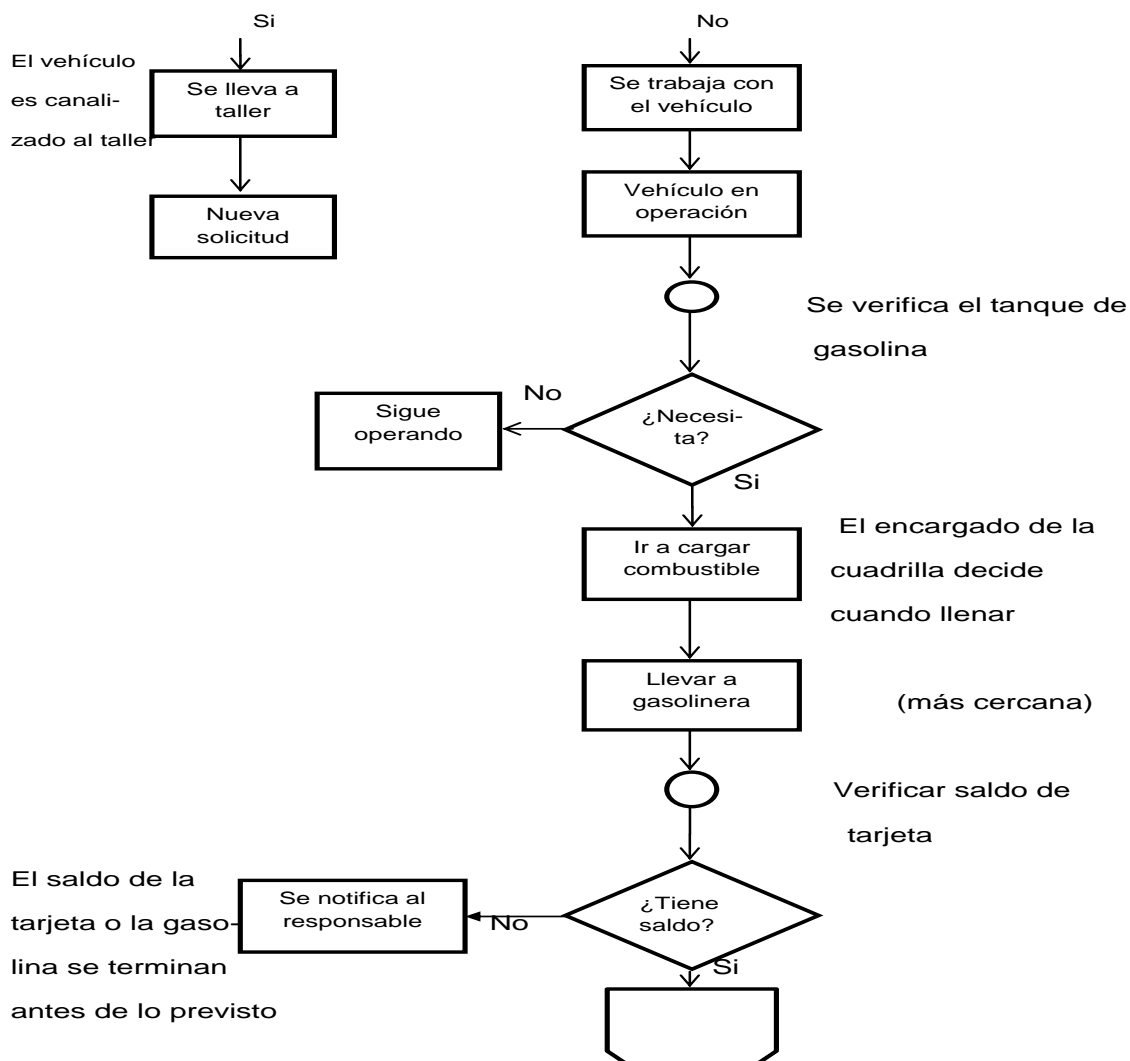 Si
No
El vehículo
es canali-
zado al taller
Se lleva a
taller
Se trabaja con
el vehículo
Nueva
solicitud
Vehículo en
operación
Se verifica el tanque de
gasolina
No
Sigue
operando
¿Necesi-
ta?
Si
Ir a cargar
combustible
El encargado de la
cuadrilla decide
cuando llenar
Llevar a
gasolinera
(más cercana)
Verificar saldo de
tarjeta
El saldo de la
tarjeta o la gaso-
lina se terminan
antes de lo previsto
Se notifica al
responsable
No
¿Tiene
saldo?
Si